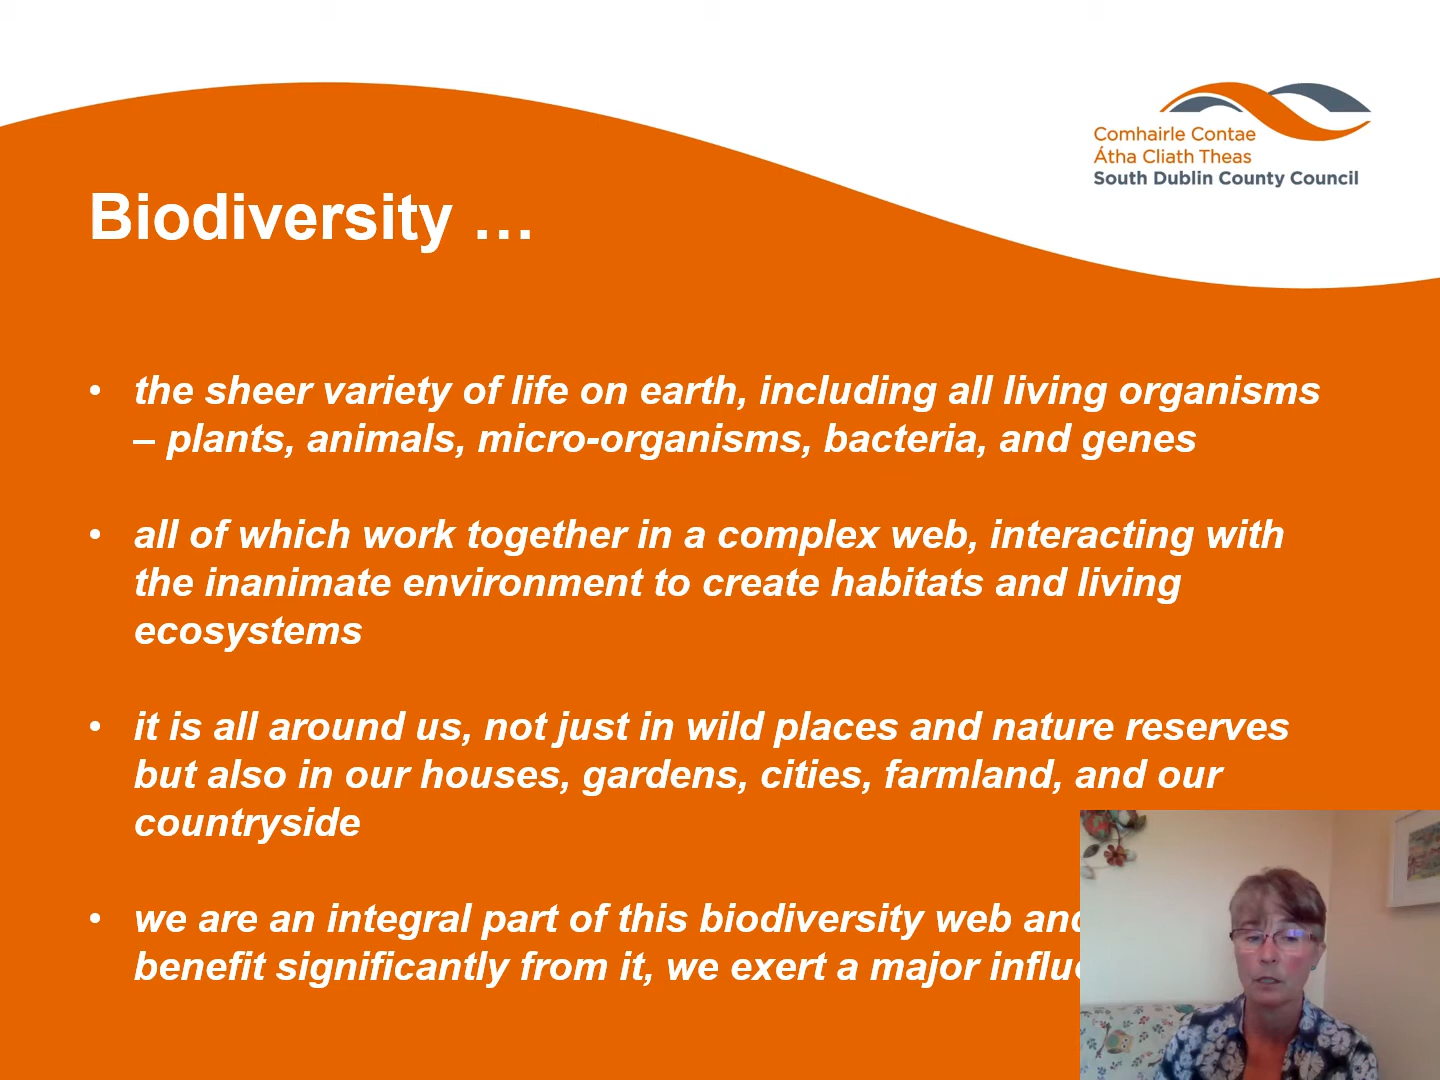 Comhairle Contae
Átha Cliath Theas
South Dublin County Council
Biodiversity …
• the sheer variety of life on earth, including all living organisms
– plants, animals, micro-organisms, bacteria, and genes
• all of which work together in a complex web, interacting with
the inanimate environment to create habitats and living
ecosystems
• it is all around us, not just in wild places and nature reserves
but also in our houses, gardens, cities, farmland, and our
countryside
• we are an integral part of this biodiversity web and
benefit significantly from it, we exert a major